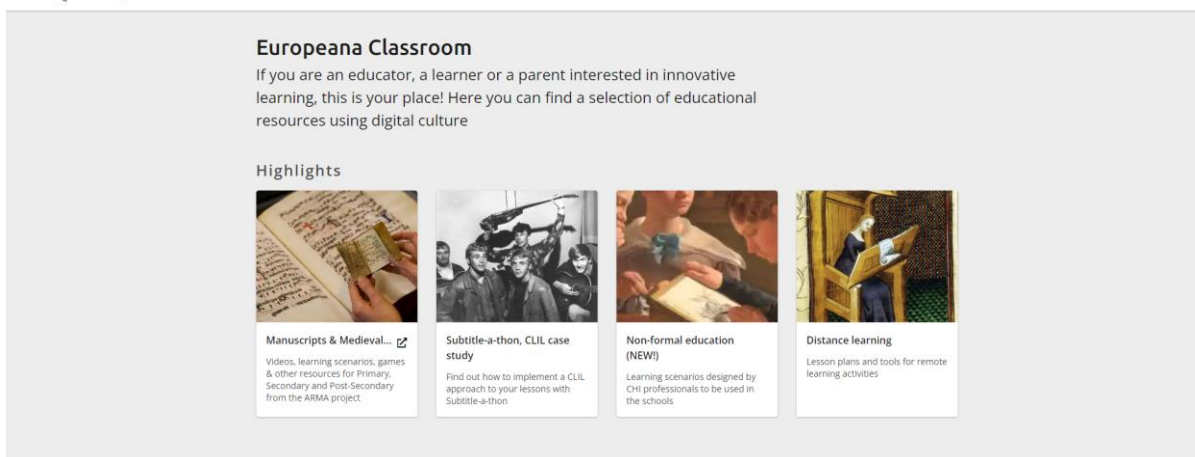 Europeana Classroom
If you are an educator, a learner or a parent interested in innovative
learning, this is your place! Here you can find a selection of educational
resources using digital culture
Highlights
Manuscripts & Medieval...
Videos, learning scenarios, games
& other resources for Primary,
Secondary and Post-Secondary
from the ARMA project
Subtitle-a-thon, CLIL case
study
Find out how to implement a CLIL
approach to your lessons with
Subtitle-a-thon
Non-formal education
(NEW!)
Learning scenarios designed by
CHI professionals to be used in
the schools
Distance learning
Lesson plans and tools for remote
learning activities